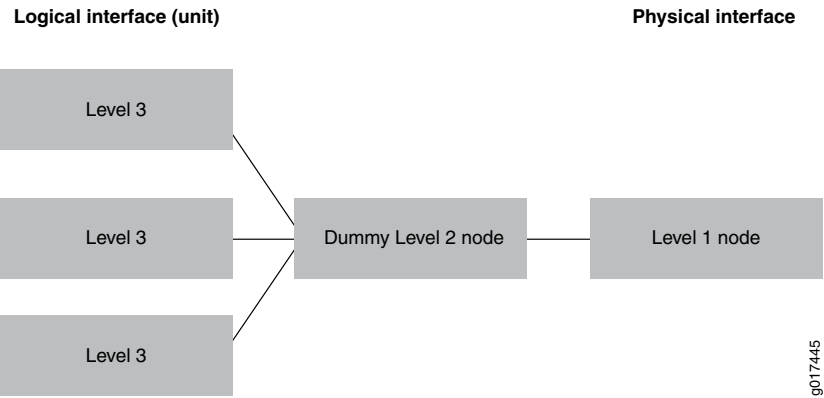 Logical interface (unit)
Physical interface
Level 3
Level 3
Dummy Level 2 node
Level 1 node
Level 3
g017445